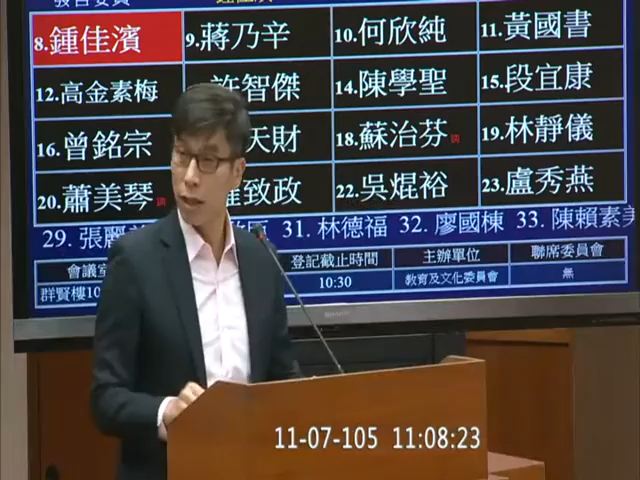 發言委員
8.鍾佳濱 9.蔣乃辛 10.何欣純 11.黃國書
12.高金素梅 許智傑 14.陳學聖 15.段宜康
16.曾銘宗 天財 18.蘇治芬 19.林靜儀
20.蕭美琴 致政 22.吳焜裕 23.盧秀燕
29. 張麗 31. 林德福 32. 廖國棟 33. 陳賴素美
會議室 登記截止時間 主辦單位 聯席委員會
群賢樓10 10:30 教育及文化委員會 無
11-07-105 11:08:23